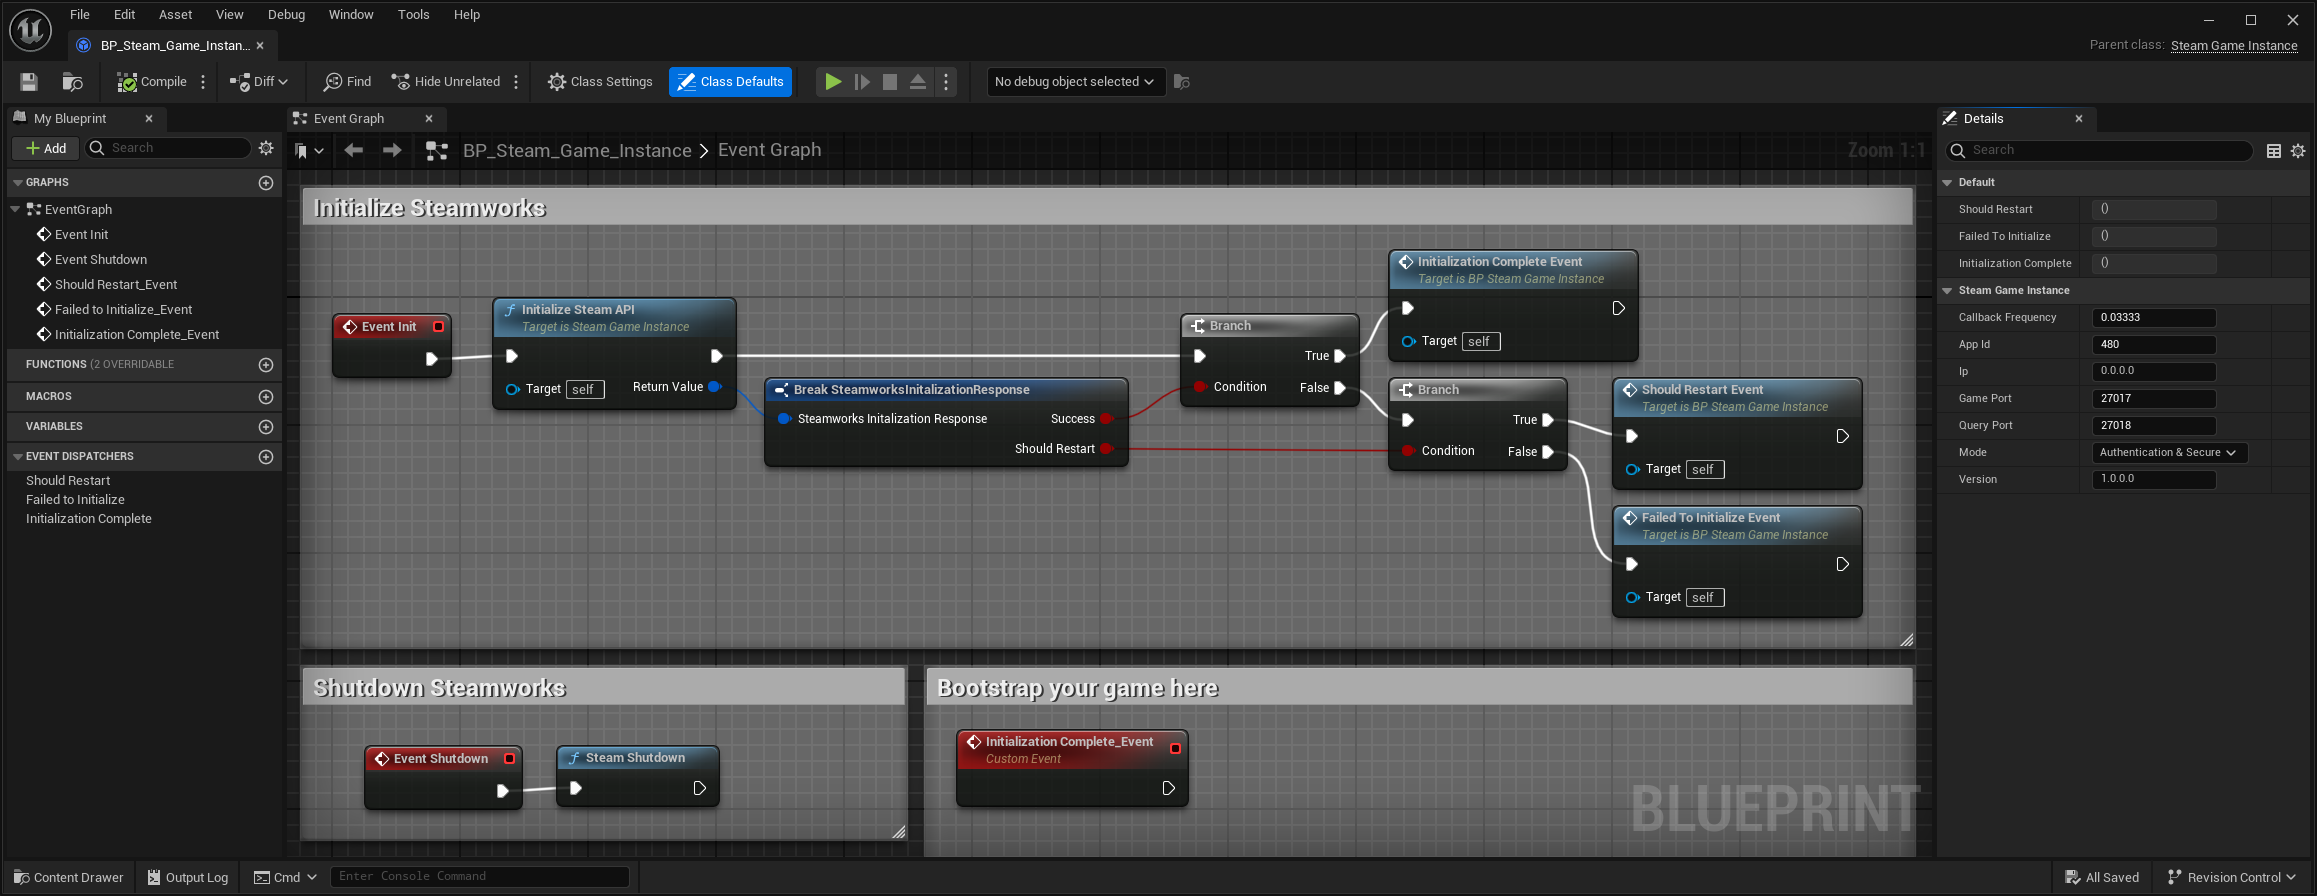 File Edit Asset View Debug Window Tools Help
BP_Steam_Game_Instan...
Parent class: Steam Game Instance
Compile Diff Find Hide Unrelated Class Settings Class Defaults No debug object selected
My Blueprint
Add Search
GRAPHS
EventGraph
Event Init
Event Shutdown
Should Restart_Event
Failed to Initialize_Event
Initialization Complete_Event
FUNCTIONS (2 OVERRIDABLE
MACROS
VARIABLES
EVENT DISPATCHERS
Should Restart
Failed to Initialize
Initialization Complete
Event Graph
BP_Steam_Game_Instance > Event Graph
Zoom 1:1
Initialize Steamworks
Event Init
Initialize Steam API
Target is Steam Game Instance
Target self
Return Value
Break SteamworksInitalizationResponse
Steamworks Initalization Response
Success
Should Restart
Branch
True
Condition
False
Initialization Complete Event
Target is BP Steam Game Instance
Target self
Branch
True
Condition
False
Should Restart Event
Target is BP Steam Game Instance
Target self
Failed To Initialize Event
Target is BP Steam Game Instance
Target self
Shutdown Steamworks
Event Shutdown
Steam Shutdown
Bootstrap your game here
Initialization Complete_Event
Custom Event
BLUEPRINT
Details
Search
Default
Should Restart ()
Failed To Initialize ()
Initialization Complete ()
Steam Game Instance
Callback Frequency 0.03333
App Id 480
Ip 0.0.0.0
Game Port 27017
Query Port 27018
Mode Authentication & Secure
Version 1.0.0.0
Content Drawer Output Log Cmd Enter Console Command
All Saved Revision Control